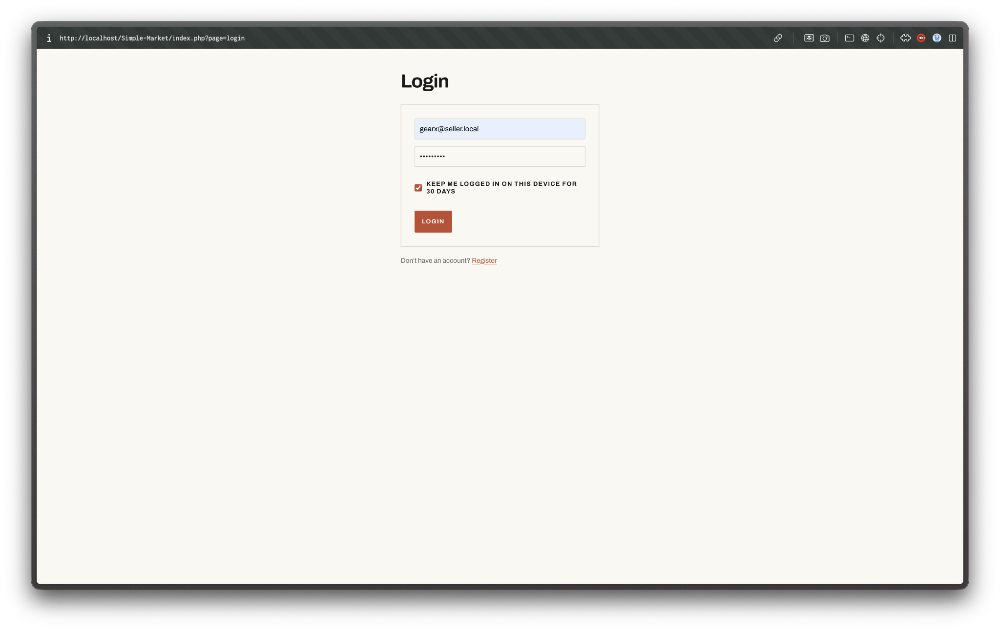 http://localhost/Simple-Market/index.php?page=login
Login
gearx@seller.local
•••••••••
KEEP ME LOGGED IN ON THIS DEVICE FOR
30 DAYS
LOGIN
Don't have an account? Register